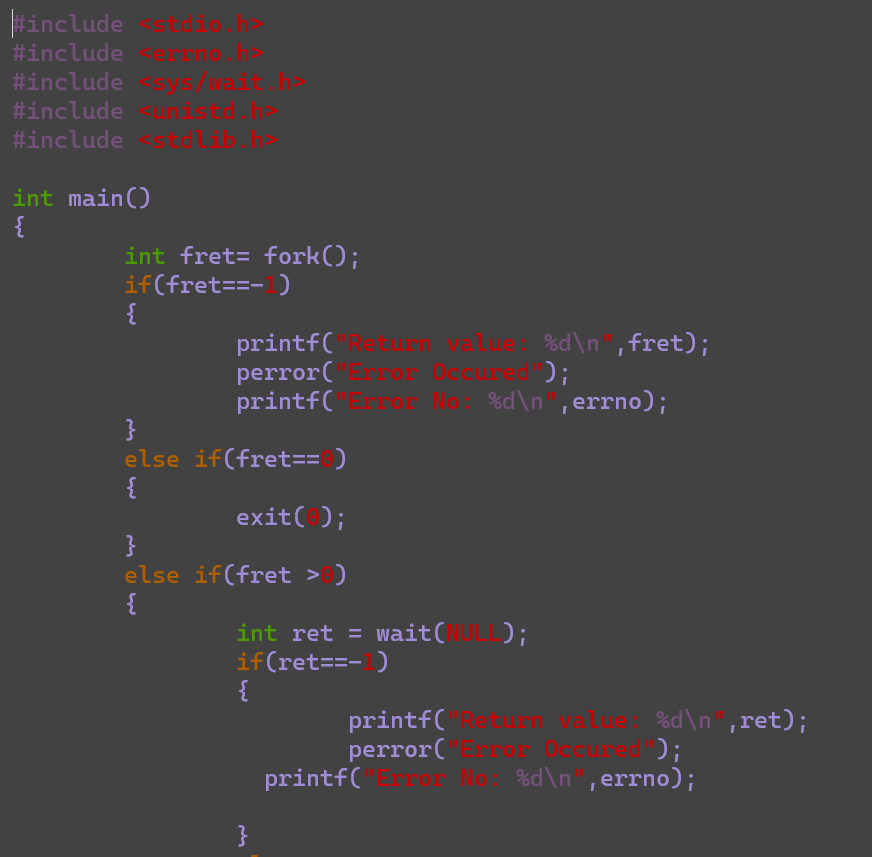 #include <stdio.h>
#include <errno.h>
#include <sys/wait.h>
#include <unistd.h>
#include <stdlib.h>

int main()
{
        int fret= fork();
        if(fret==-1)
        {
                printf("Return value: %d\n",fret);
                perror("Error Occured");
                printf("Error No: %d\n",errno);
        }
        else if(fret==0)
        {
                exit(0);
        }
        else if(fret >0)
        {
                int ret = wait(NULL);
                if(ret==-1)
                {
                        printf("Return value: %d\n",ret);
                        perror("Error Occured");
                  printf("Error No: %d\n",errno);

                }